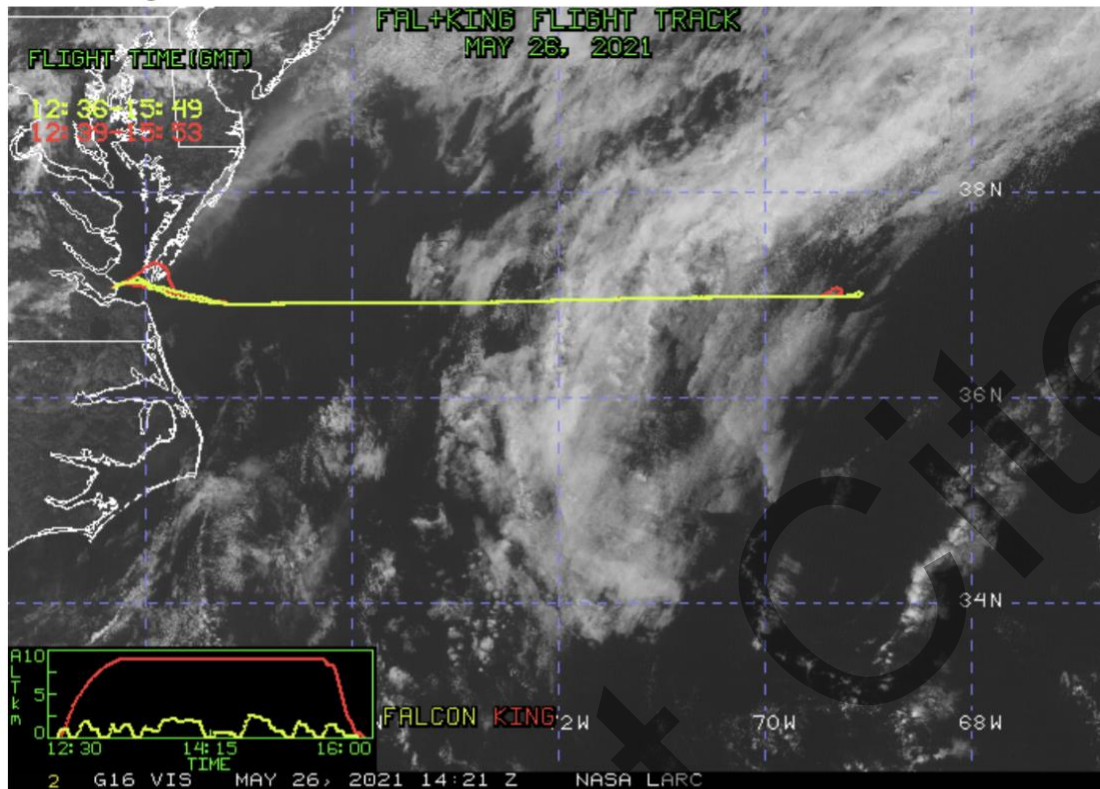 FAL+KING FLIGHT TRACK
MAY 26, 2021
FLIGHT TIME(GMT)
12:36-15:49
12:39-15:53
38N
36N
34N
ALT km
10
5
0
12:30 14:15 16:00
TIME
FALCON KING
2W 70W 68W
2 G16 VIS MAY 26, 2021 14:21 Z NASA LARC